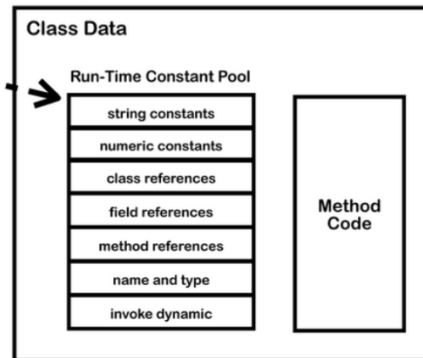 Class Data
Run-Time Constant Pool
string constants
numeric constants
class references
field references
method references
name and type
invoke dynamic
Method
Code